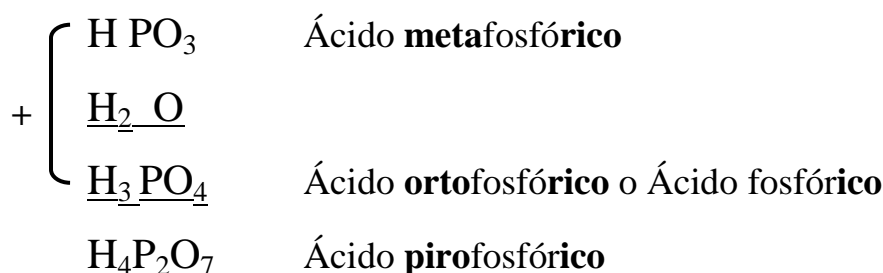 H PO₃ Ácido metafosfórico
+ H₂ O
H₃ PO₄ Ácido ortofosfórico o Ácido fosfórico
H₄P₂O₇ Ácido pirofosfórico